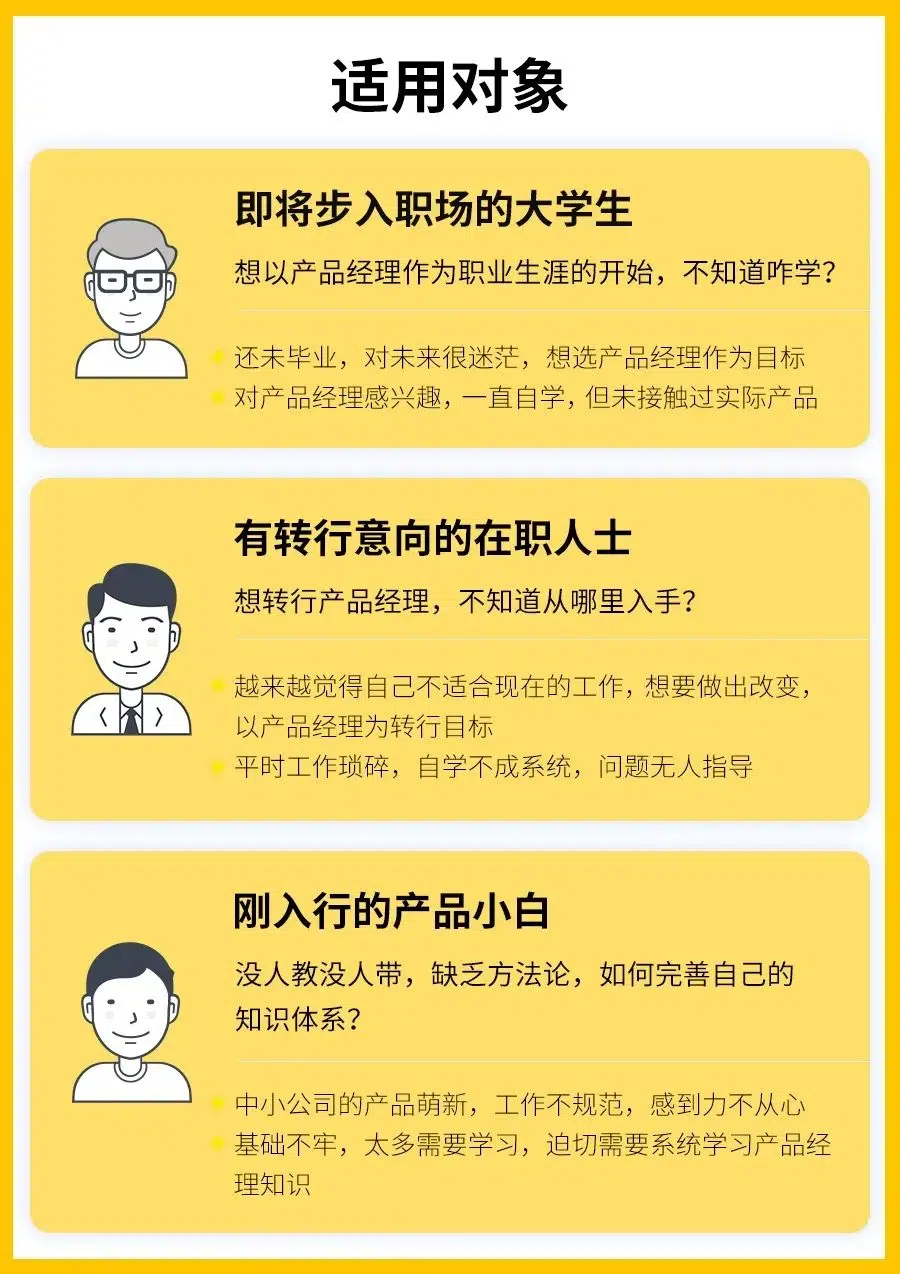 适用对象
即将步入职场的大学生
想以产品经理作为职业生涯的开始，不知道咋学？
还未毕业，对未来很迷茫，想选产品经理作为目标
对产品经理感兴趣，一直自学，但未接触过实际产品
有转行意向的在职人士
想转行产品经理，不知道从哪里入手？
越来越觉得自己不适合现在的工作，想要做出改变，
以产品经理为转行目标
平时工作琐碎，自学不成系统，问题无人指导
刚入行的产品小白
没人教没人带，缺乏方法论，如何完善自己的
知识体系？
中小公司的产品萌新，工作不规范，感到力不从心
基础不牢，太多需要学习，迫切需要系统学习产品经
理知识